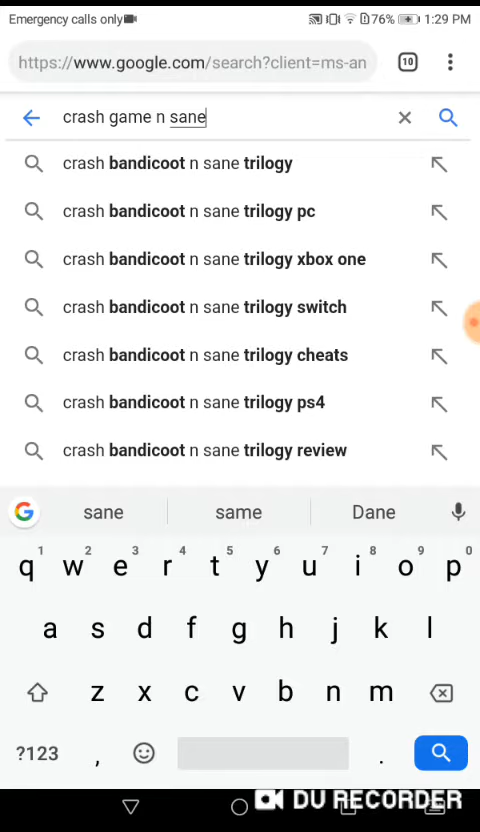 Emergency calls only 76% 1:29 PM
https://www.google.com/search?client=ms-an 10
crash game n sane
crash bandicoot n sane trilogy
crash bandicoot n sane trilogy pc
crash bandicoot n sane trilogy xbox one
crash bandicoot n sane trilogy switch
crash bandicoot n sane trilogy cheats
crash bandicoot n sane trilogy ps4
crash bandicoot n sane trilogy review
G sane same Dane
1 2 3 4 5 6 7 8 9 0
q w e r t y u i o p
a s d f g h j k l
z x c v b n m
?123 , .
DU RECORDER